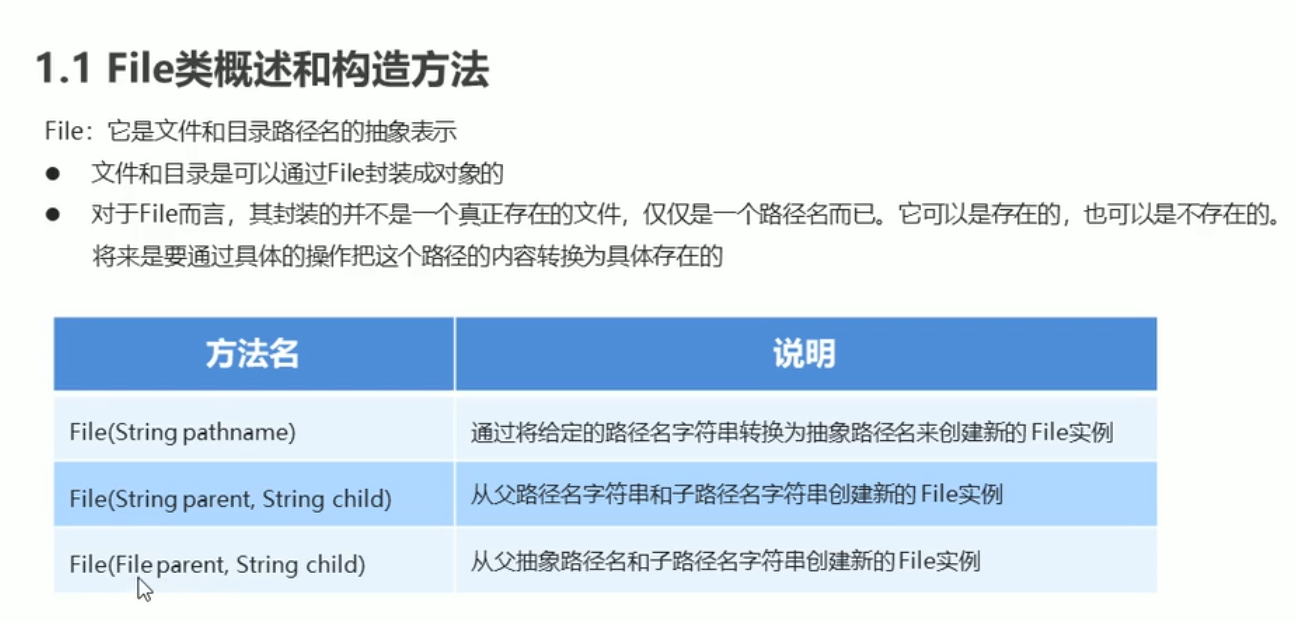 1.1 File类概述和构造方法
File：它是文件和目录路径名的抽象表示
● 文件和目录是可以通过File封装成对象的
● 对于File而言，其封装的并不是一个真正存在的文件，仅仅是一个路径名而已。它可以是存在的，也可以是不存在的。
将来是要通过具体的操作把这个路径的内容转换为具体存在的
方法名 说明
File(String pathname) 通过将给定的路径名字符串转换为抽象路径名来创建新的 File实例
File(String parent, String child) 从父路径名字符串和子路径名字符串创建新的 File实例
File(File parent, String child) 从父抽象路径名和子路径名字符串创建新的 File实例